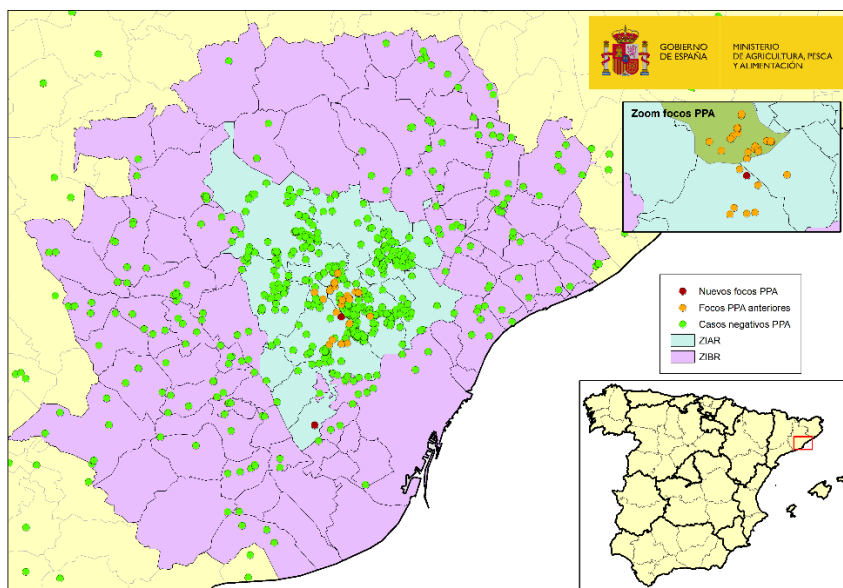 GOBIERNO
DE ESPAÑA
MINISTERIO
DE AGRICULTURA, PESCA
Y ALIMENTACIÓN
Zoom focos PPA
Nuevos focos PPA
Focos PPA anteriores
Casos negativos PPA
ZIAR
ZIBR